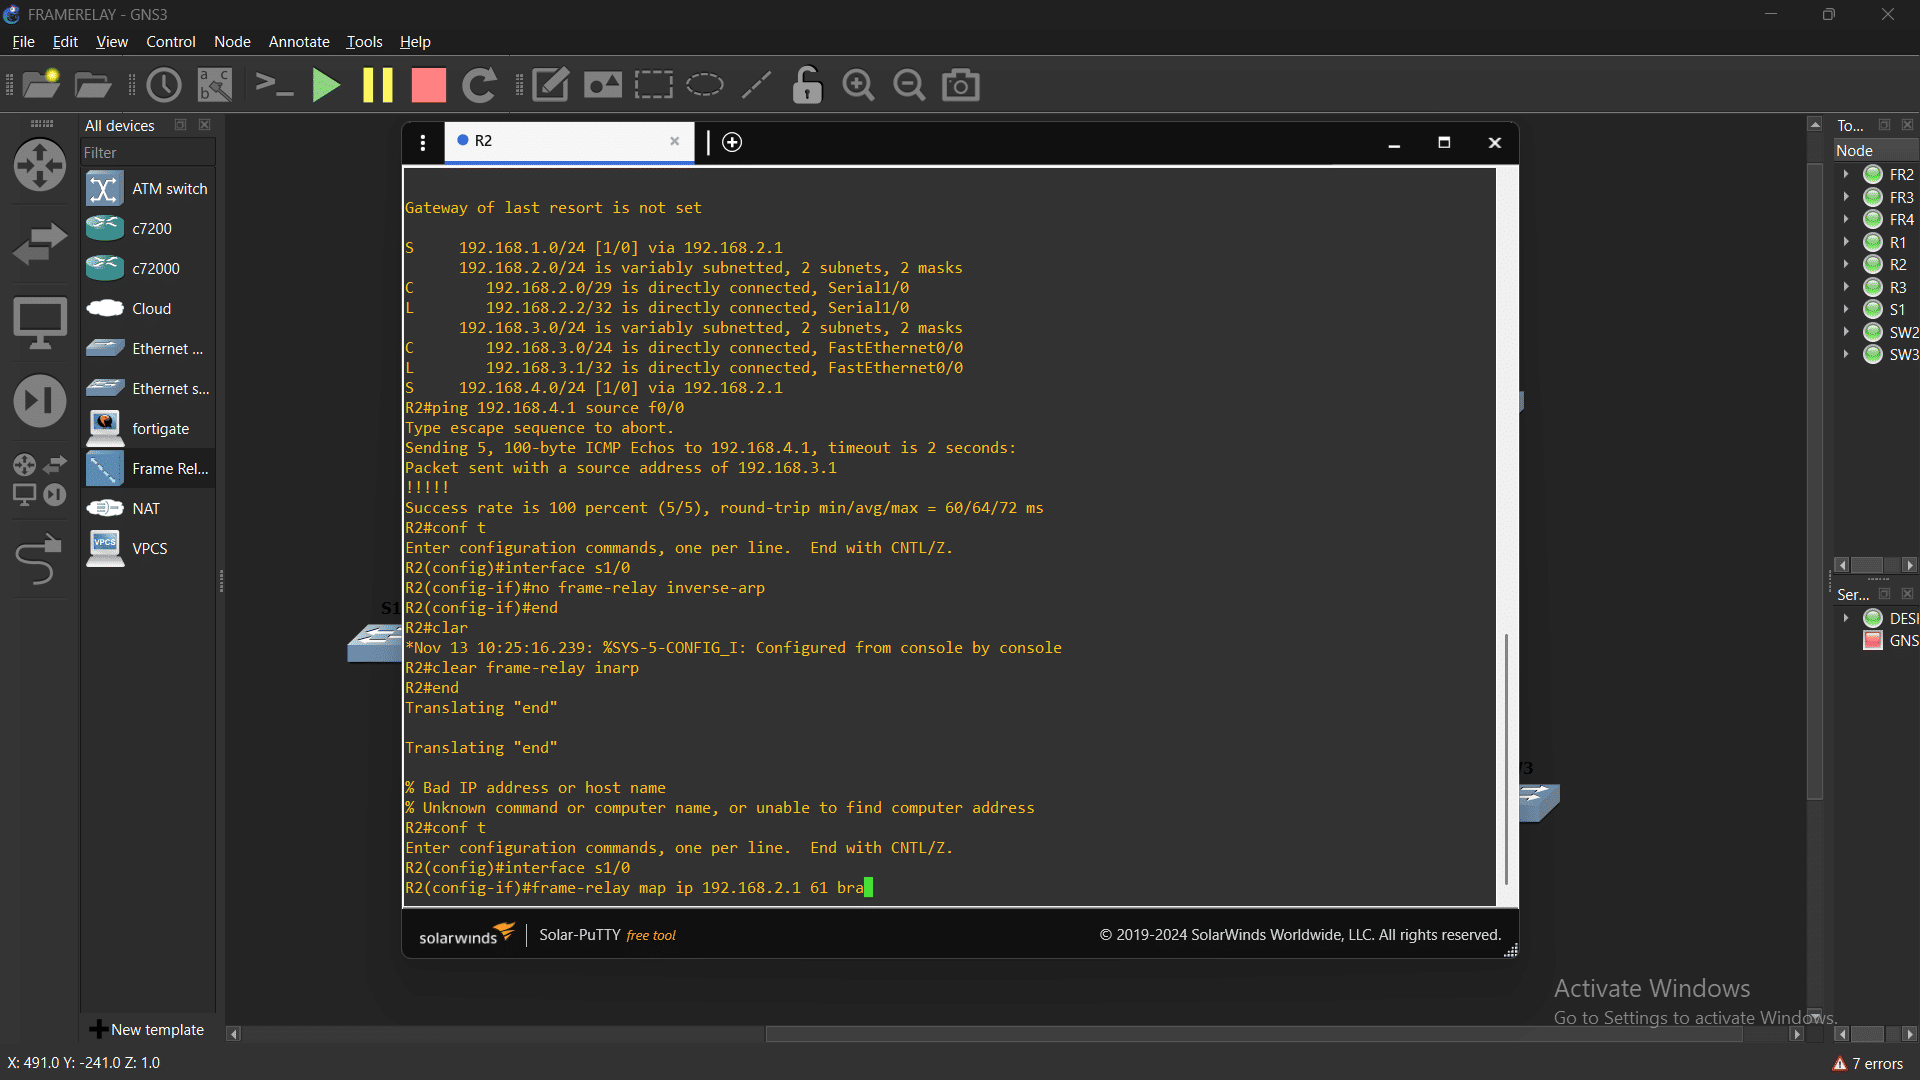 FRAMERELAY - GNS3
File Edit View Control Node Annotate Tools Help
All devices
Filter
ATM switch
c7200
c72000
Cloud
Ethernet ...
Ethernet s...
fortigate
Frame Rel...
NAT
VPCS
VPCS
New template
S1
R2
Gateway of last resort is not set
S     192.168.1.0/24 [1/0] via 192.168.2.1
      192.168.2.0/24 is variably subnetted, 2 subnets, 2 masks
C        192.168.2.0/29 is directly connected, Serial1/0
L        192.168.2.2/32 is directly connected, Serial1/0
      192.168.3.0/24 is variably subnetted, 2 subnets, 2 masks
C        192.168.3.0/24 is directly connected, FastEthernet0/0
L        192.168.3.1/32 is directly connected, FastEthernet0/0
S     192.168.4.0/24 [1/0] via 192.168.2.1
R2#ping 192.168.4.1 source f0/0
Type escape sequence to abort.
Sending 5, 100-byte ICMP Echos to 192.168.4.1, timeout is 2 seconds:
Packet sent with a source address of 192.168.3.1
!!!!!
Success rate is 100 percent (5/5), round-trip min/avg/max = 60/64/72 ms
R2#conf t
Enter configuration commands, one per line.  End with CNTL/Z.
R2(config)#interface s1/0
R2(config-if)#no frame-relay inverse-arp
R2(config-if)#end
R2#clar
*Nov 13 10:25:16.239: %SYS-5-CONFIG_I: Configured from console by console
R2#clear frame-relay inarp
R2#end
Translating "end"
Translating "end"
% Bad IP address or host name
% Unknown command or computer name, or unable to find computer address
R2#conf t
Enter configuration commands, one per line.  End with CNTL/Z.
R2(config)#interface s1/0
R2(config-if)#frame-relay map ip 192.168.2.1 61 bra
solarwinds
Solar-PuTTY free tool
© 2019-2024 SolarWinds Worldwide, LLC. All rights reserved.
To...
Node
FR2
FR3
FR4
R1
R2
R3
S1
SW2
SW3
Ser...
DESI
GNS
Activate Windows
Go to Settings to activate Windows.
X: 491.0 Y: -241.0 Z: 1.0
7 errors